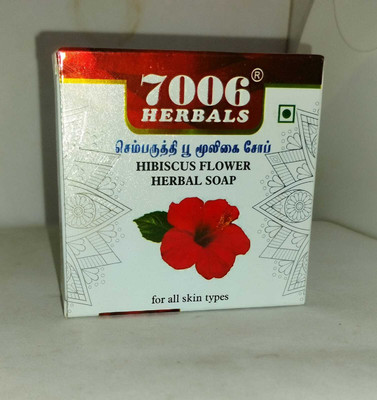 7006®
HERBALS
செம்பருத்தி பூ மூலிகை சோப்
HIBISCUS FLOWER
HERBAL SOAP
for all skin types